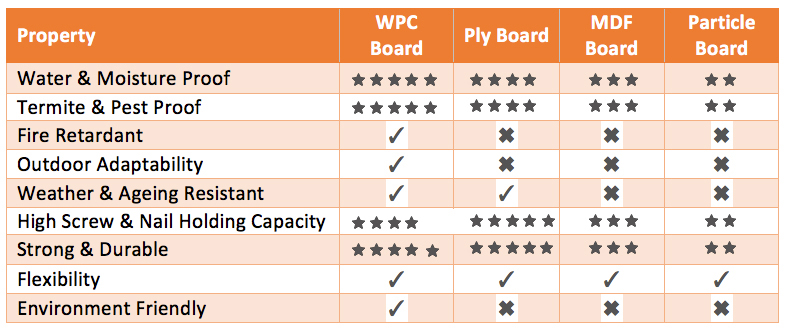 Property WPC Board Ply Board MDF Board Particle Board
Water & Moisture Proof ★★★★★ ★★★★ ★★★ ★★
Termite & Pest Proof ★★★★★ ★★★★ ★★★ ★★
Fire Retardant ✓ ✖ ✖ ✖
Outdoor Adaptability ✓ ✖ ✖ ✖
Weather & Ageing Resistant ✓ ✓ ✖ ✖
High Screw & Nail Holding Capacity ★★★★ ★★★★★ ★★★ ★★
Strong & Durable ★★★★★ ★★★★★ ★★★ ★★
Flexibility ✓ ✓ ✓ ✓
Environment Friendly ✓ ✖ ✖ ✖